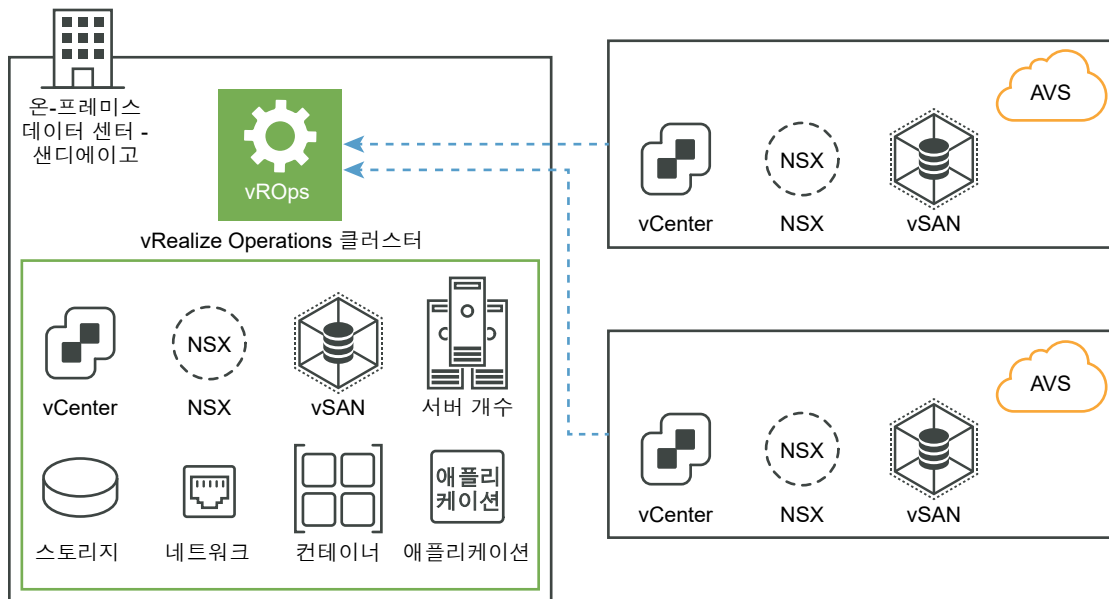 온-프레미스
데이터 센터 -
샌디에이고
vROps
vRealize Operations 클러스터
NSX
vCenter
NSX
vSAN
서버 개수
애플리
케이션
스토리지
네트워크
컨테이너
애플리케이션
AVS
NSX
vCenter
NSX
vSAN
AVS
NSX
vCenter
NSX
vSAN